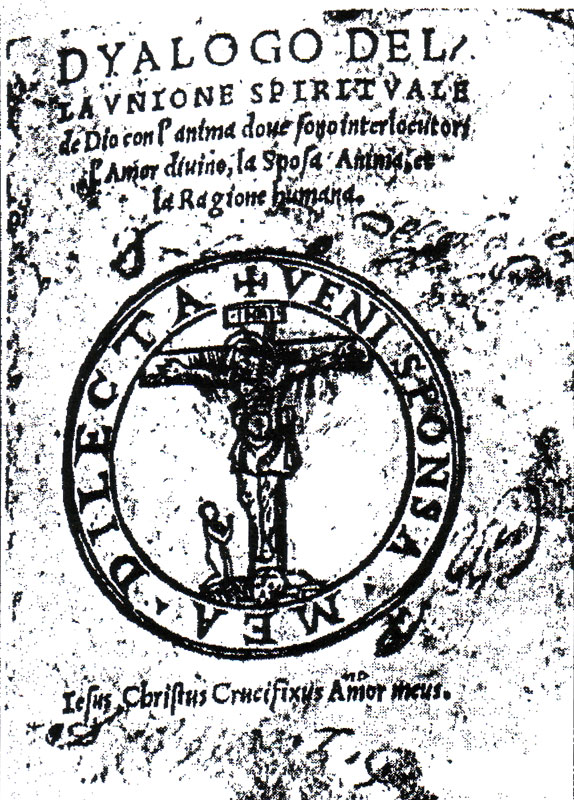 DYALOGO DEL/
LA VNIONE SPIRITVALE
de Dio con l'anima doue sono interlocutori
l'Amor diuino, la Sposa Anima, et
la Ragione humana.
✠ VENI SPONSA · MEA · DILECTA
Iesus Christus Crucifixus Amor meus.